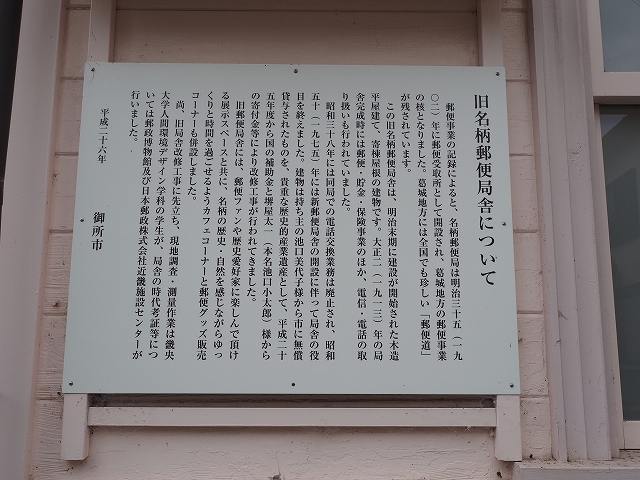 旧名柄郵便局舎について
郵便事業の記録によると、名柄郵便局は明治三十五（一九
〇二）年に郵便受取所として開設され、葛城地方の郵便事業
の核となりました。葛城地方には全国でも珍しい「郵便道」
が残されています。
この旧名柄郵便局舎は、明治末期に建設が開始された木造
平屋建て、寄棟屋根の建物です。大正二（一九一三）年の局
舎完成時には郵便・貯金・保険事業のほか、電信・電話の取
り扱いも行われていました。
昭和三十八年には同局での電話交換業務は廃止され、昭和
五十（一九七五）年には新郵便局舎の開設に伴って局舎の役
目を終えました。建物は持ち主の池口美代子様から市に無償
貸与されたものを、貴重な歴史的産業遺産として、平成二十
五年度から国の補助金と堺屋太一（本名池口小太郎）様から
の寄付金等により改修工事が行われてきました。
旧郵便局舎には、郵便ファンや歴史愛好家に楽しんで頂け
る展示スペースと共に、名柄の歴史・自然を感じながらゆっ
くりと時間を過ごせるようカフェコーナーと郵便グッズ販売
コーナーも併設しました。
尚、旧局舎改修工事に先立ち、現地調査・測量作業は畿央
大学人間環境デザイン学科の学生が、局舎の時代考証等につ
いては郵政博物館及び日本郵政株式会社近畿施設センターが
行いました。
平成二十六年
御所市